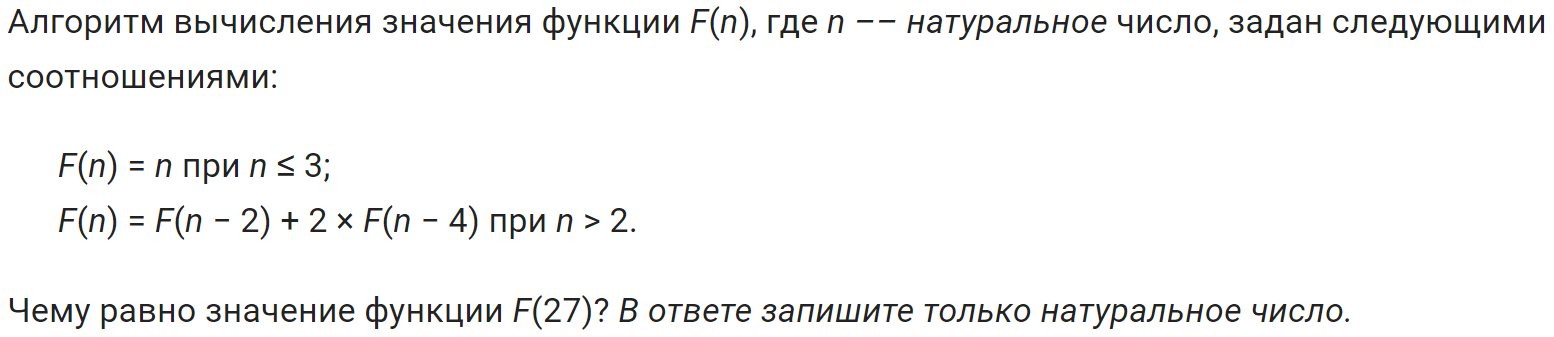 Алгоритм вычисления значения функции F(n), где n −− натуральное число, задан следующими
соотношениями:
F(n) = n при n ≤ 3;
F(n) = F(n − 2) + 2 × F(n − 4) при n > 2.
Чему равно значение функции F(27)? В ответе запишите только натуральное число.